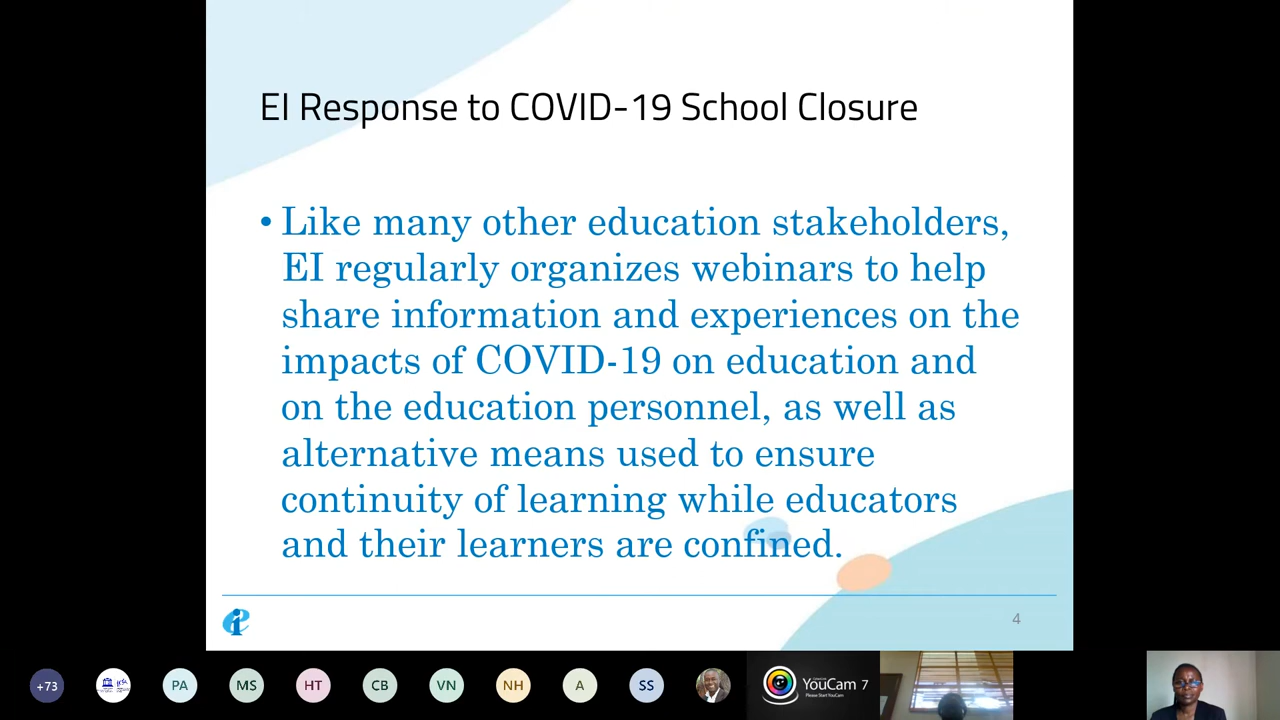 EI Response to COVID-19 School Closure
• Like many other education stakeholders,
EI regularly organizes webinars to help
share information and experiences on the
impacts of COVID-19 on education and
on the education personnel, as well as
alternative means used to ensure
continuity of learning while educators
and their learners are confined.
4
+73
PA
MS
HT
CB
VN
NH
A
SS
YouCam 7
Please Start YouCam